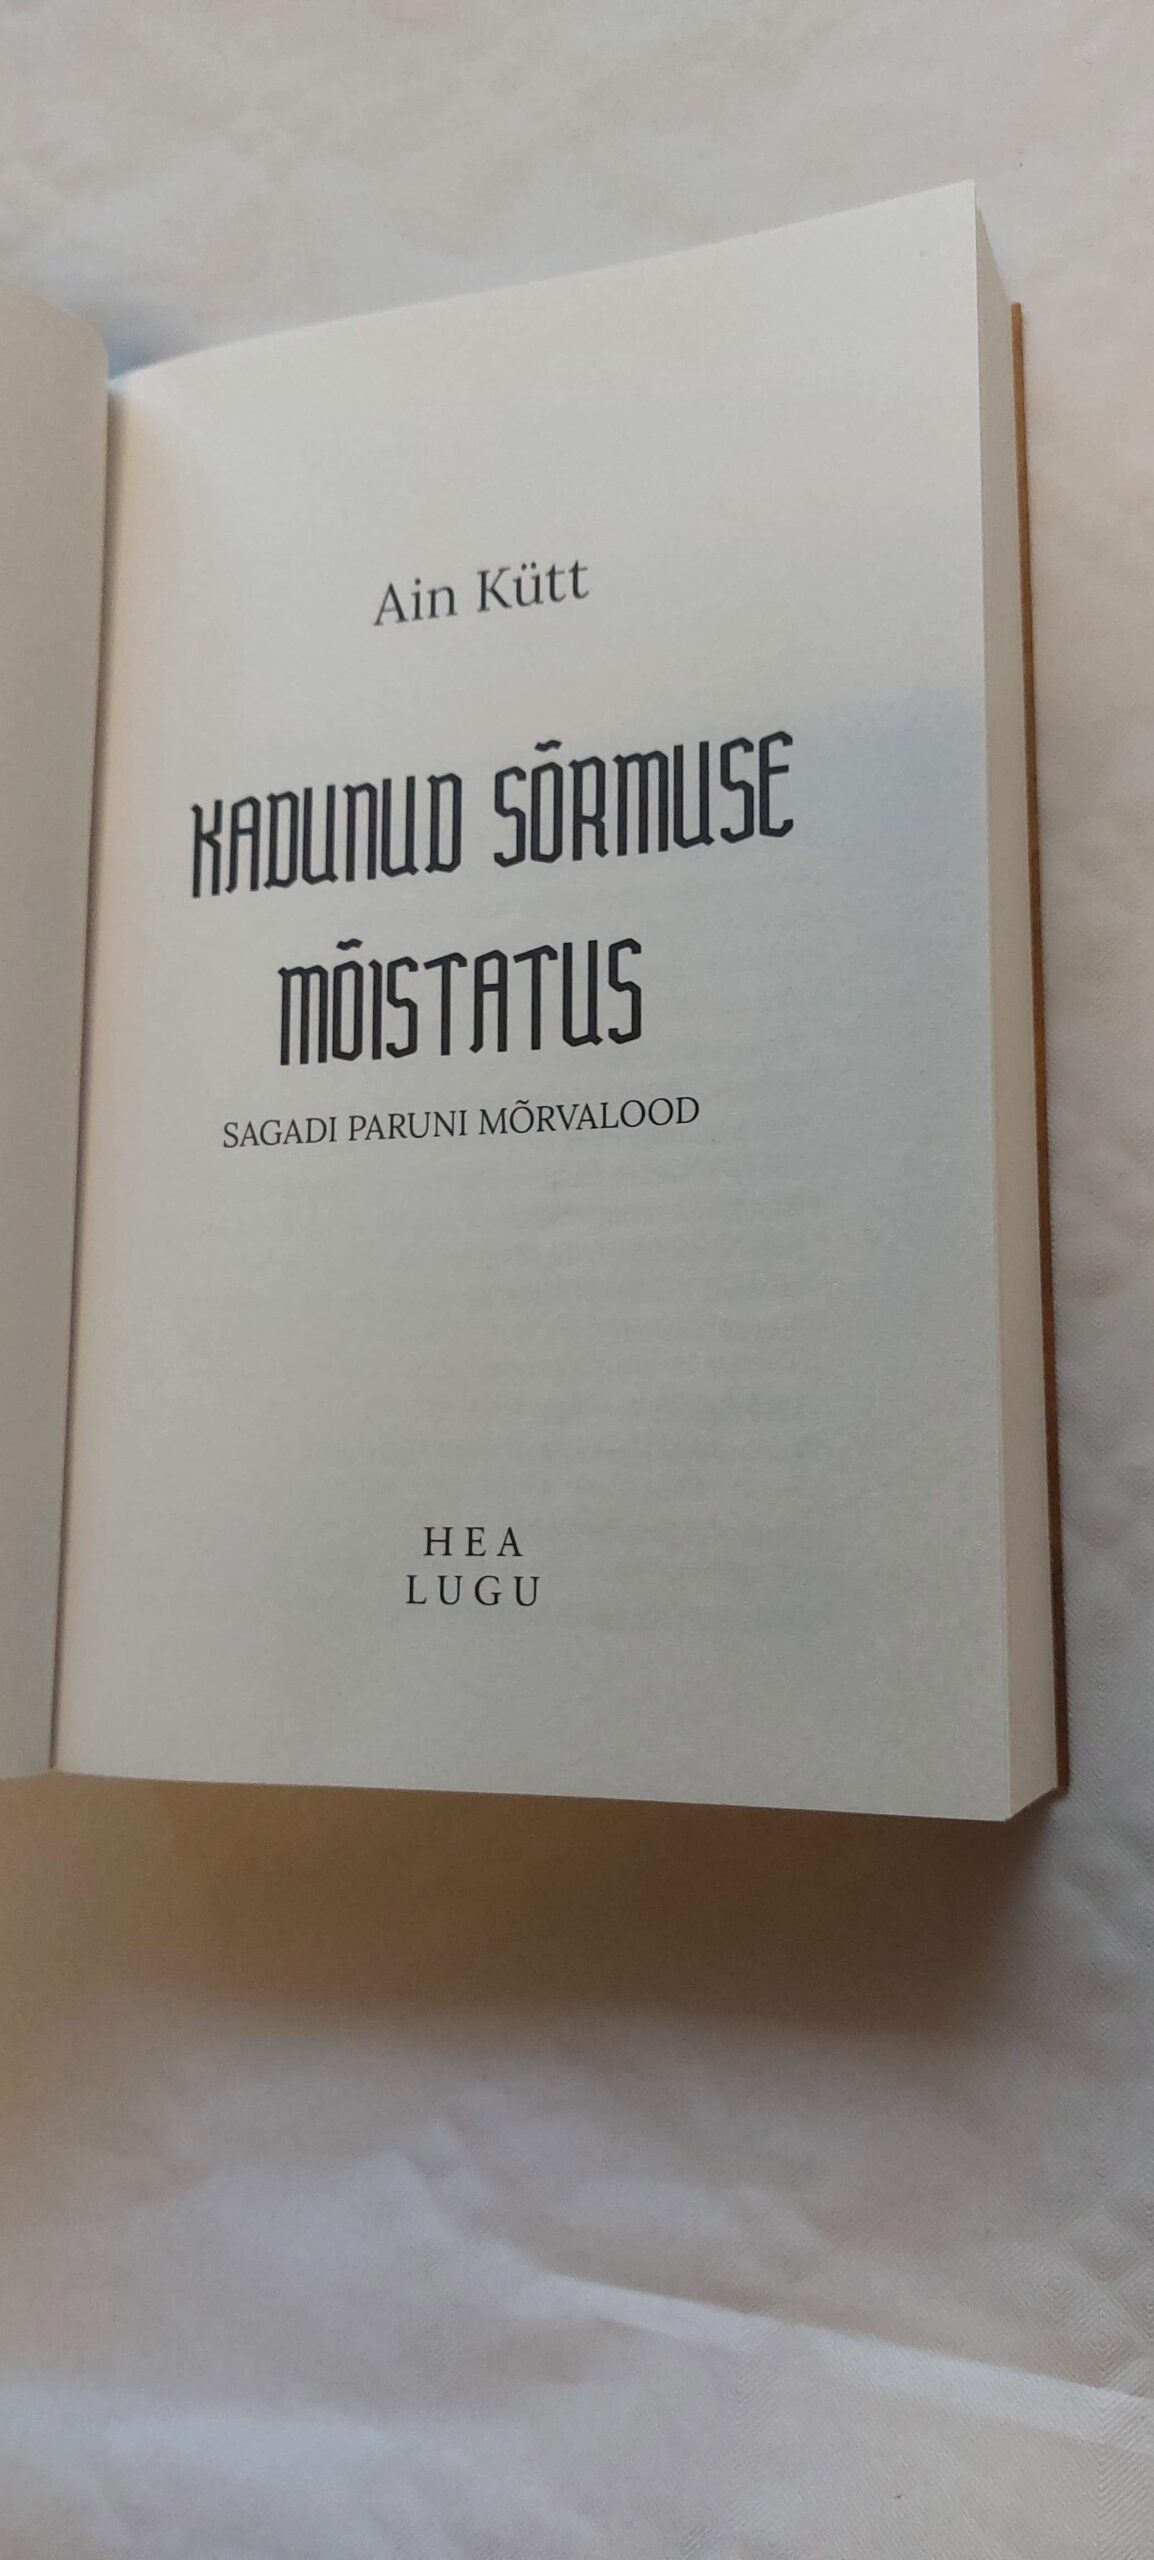 Ain Kütt
KADUNUD SÕRMUSE
MÕISTATUS
SAGADI PARUNI MÕRVALOOD
HEA
LUGU